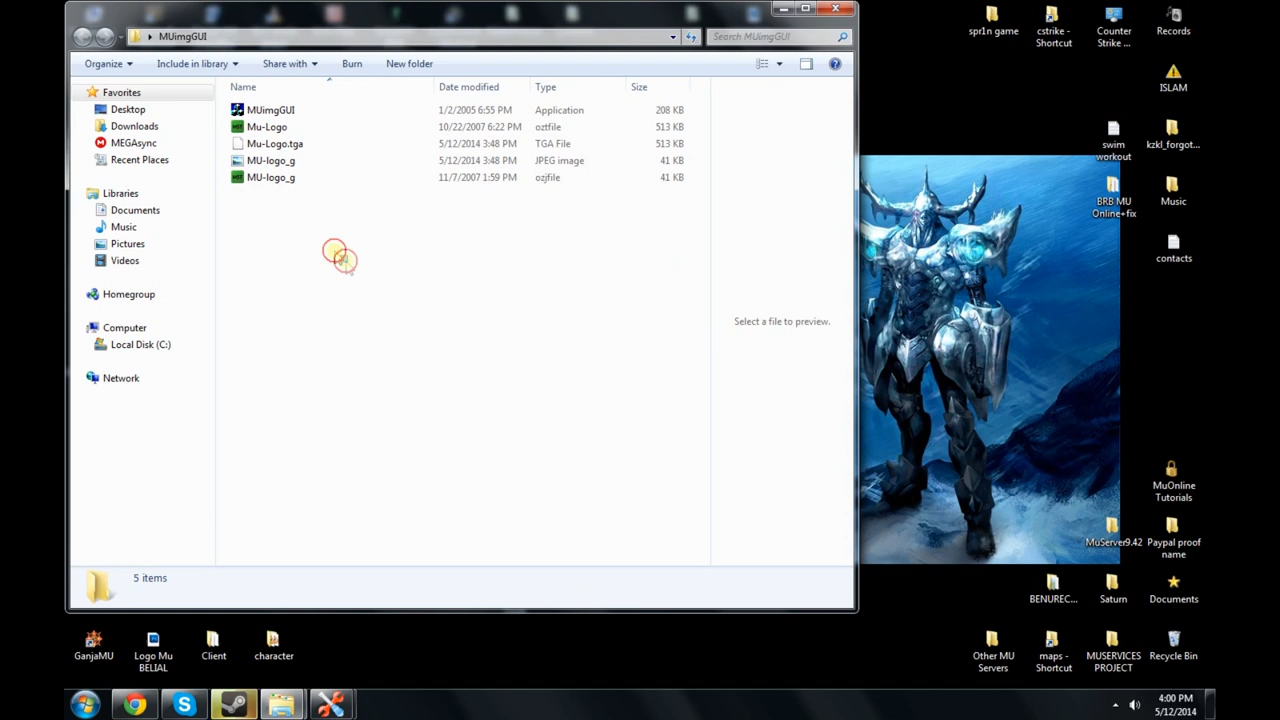 MUimgGUI
Search MUimgGUI
Organize Include in library Share with Burn New folder
Name Date modified Type Size
MUimgGUI 1/2/2005 6:55 PM Application 208 KB
Mu-Logo 10/22/2007 6:22 PM oztfile 513 KB
Mu-Logo.tga 5/12/2014 3:48 PM TGA File 513 KB
MU-logo_g 5/12/2014 3:48 PM JPEG image 41 KB
MU-logo_g 11/7/2007 1:59 PM ozjfile 41 KB
Favorites
Desktop
Downloads
MEGAsync
Recent Places
Libraries
Documents
Music
Pictures
Videos
Homegroup
Computer
Local Disk (C:)
Network
Select a file to preview.
5 items
spr1n game
cstrike -
Shortcut
Counter
Strike ...
Records
ISLAM
swim
workout
kzkl_forgot...
BRB MU
Online+fix
Music
contacts
MuOnline
Tutorials
MuServer9.42
Paypal proof
name
BENUREC...
Saturn
Documents
GanjaMU
Logo Mu
BELIAL
Client
character
Other MU
Servers
maps -
Shortcut
MUSERVICES
PROJECT
Recycle Bin
4:00 PM
5/12/2014